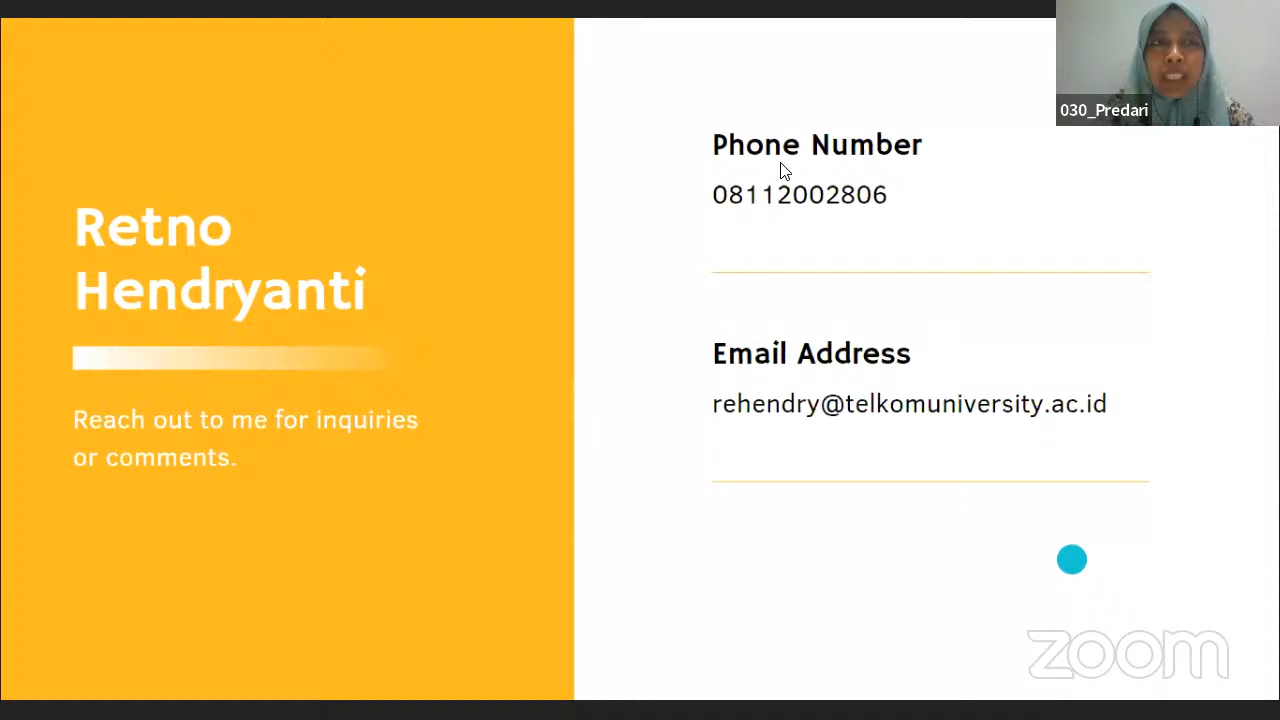 Retno
Hendryanti
Reach out to me for inquiries
or comments.
Phone Number
08112002806
Email Address
rehendry@telkomuniversity.ac.id
030_Predari
zoom